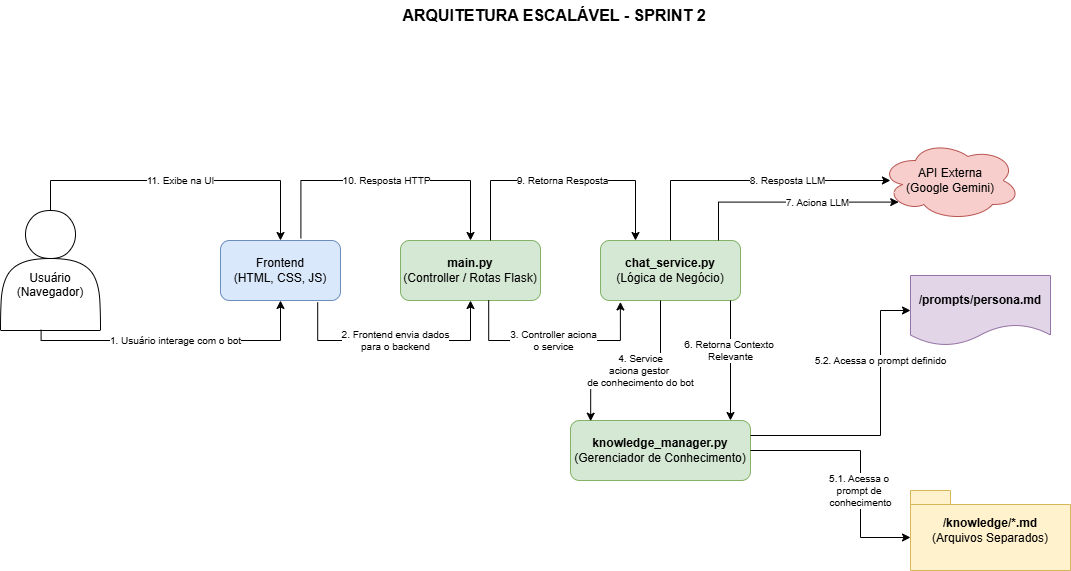 ARQUITETURA ESCALÁVEL - SPRINT 2
11. Exibe na UI
10. Resposta HTTP
9. Retorna Resposta
8. Resposta LLM
7. Aciona LLM
API Externa
(Google Gemini)
Usuário
(Navegador)
Frontend
(HTML, CSS, JS)
main.py
(Controller / Rotas Flask)
chat_service.py
(Lógica de Negócio)
/prompts/persona.md
1. Usuário interage com o bot
2. Frontend envia dados
para o backend
3. Controller aciona
o service
4. Service
aciona gestor
de conhecimento do bot
6. Retorna Contexto
Relevante
5.2. Acessa o prompt definido
knowledge_manager.py
(Gerenciador de Conhecimento)
5.1. Acessa o
prompt de
conhecimento
/knowledge/*.md
(Arquivos Separados)